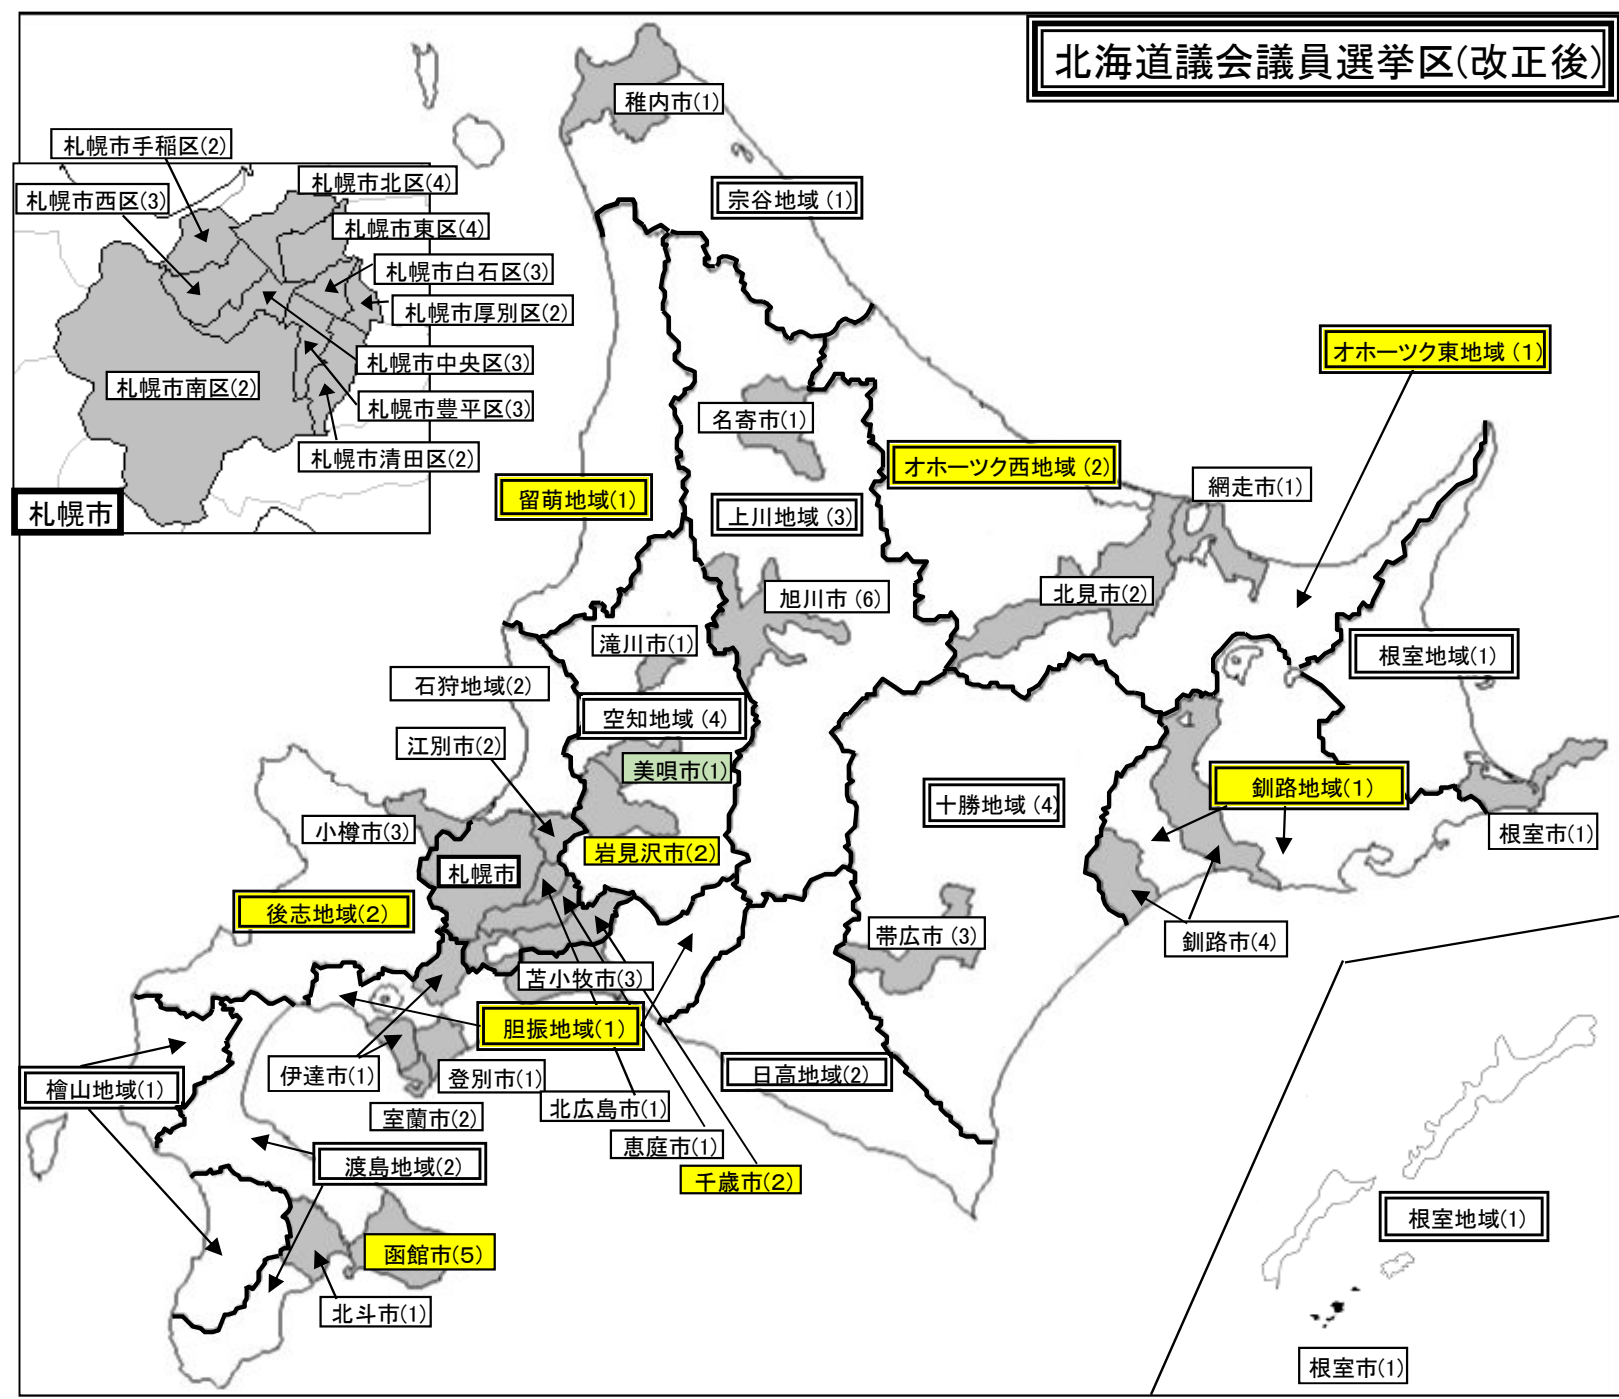 北海道議会議員選挙区(改正後)
稚内市(1)
札幌市手稲区(2)
札幌市北区(4)
札幌市西区(3)
宗谷地域(1)
札幌市東区(4)
札幌市白石区(3)
札幌市厚別区(2)
オホーツク東地域(1)
札幌市中央区(3)
札幌市南区(2)
札幌市豊平区(3)
名寄市(1)
札幌市清田区(2)
オホーツク西地域(2)
網走市(1)
留萌地域(1)
札幌市
上川地域(3)
北見市(2)
旭川市(6)
滝川市(1)
根室地域(1)
石狩地域(2)
空知地域(4)
江別市(2)
美唄市(1)
釧路地域(1)
十勝地域(4)
小樽市(3)
根室市(1)
岩見沢市(2)
札幌市
後志地域(2)
帯広市(3)
釧路市(4)
苫小牧市(3)
胆振地域(1)
伊達市(1)
登別市(1)
日高地域(2)
檜山地域(1)
室蘭市(2)
北広島市(1)
恵庭市(1)
渡島地域(2)
千歳市(2)
根室地域(1)
函館市(5)
北斗市(1)
根室市(1)